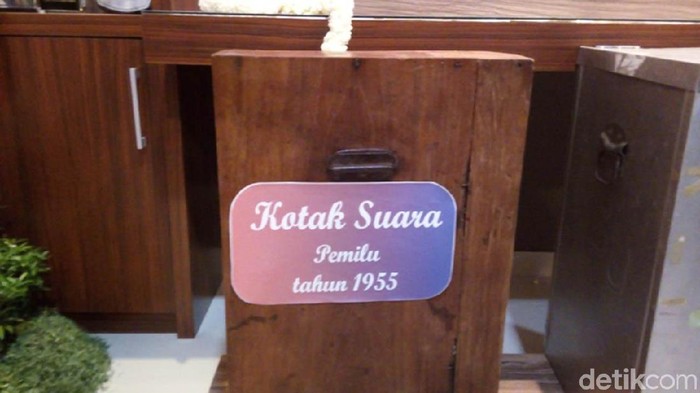 Kotak Suara
Pemilu
tahun 1955
detikcom